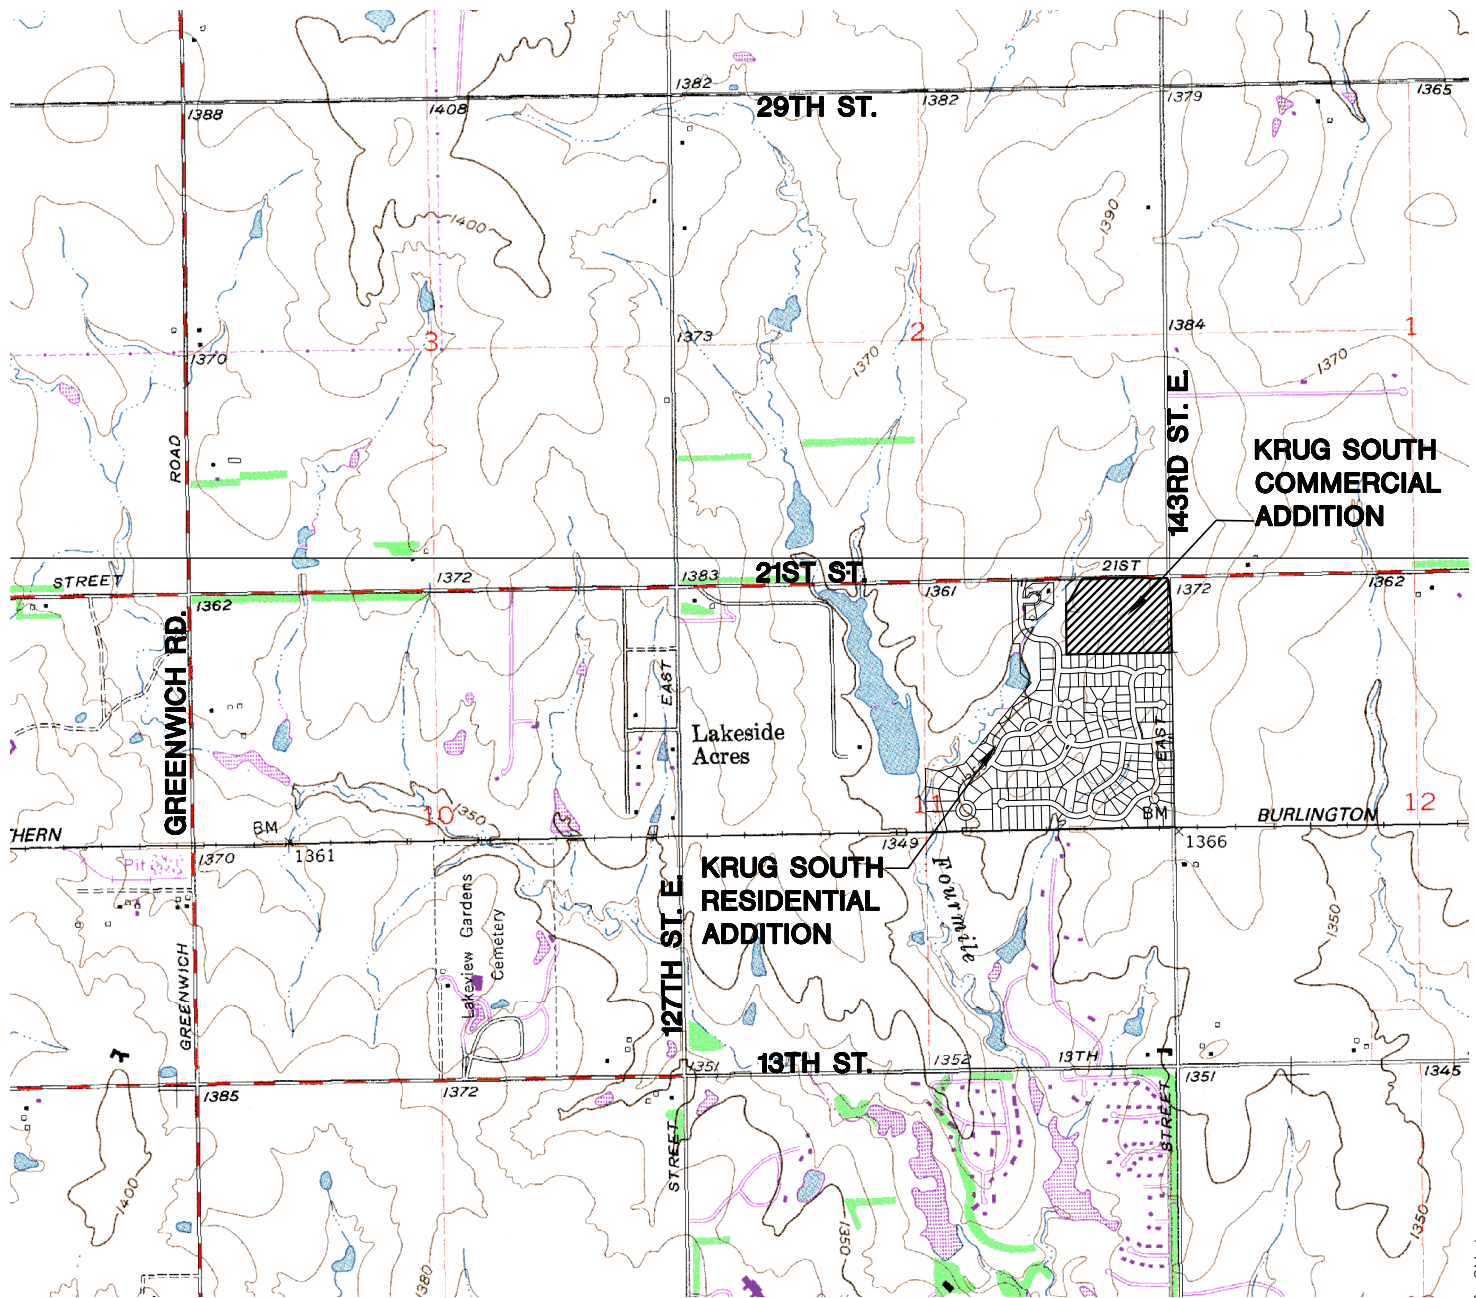 1382
1379
1365
1388
1408
29TH ST.
1382
1400
1390
3
2
1
1384
1373
1370
1370
1370
143RD ST. E.
ROAD
KRUG SOUTH
COMMERCIAL
ADDITION
STREET
1372
1383
21ST ST.
21ST
1362
1362
1361
1372
GREENWICH RD.
EAST
Lakeside
Acres
EAST
10
1350
11
BM
12
THERN
BM
BURLINGTON
1370
1361
1349
1366
Pit
KRUG SOUTH
RESIDENTIAL
ADDITION
Fourmile
Lakeview Gardens
Cemetery
127TH ST. E.
1350
GREENWICH
1351
13TH ST.
1352
13TH
1351
1345
1385
1372
STREET
STREET
1400
1350
1350
1380